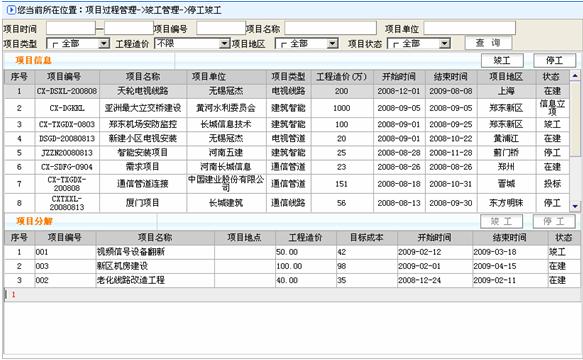 您当前所在位置：项目过程管理->竣工管理->停工竣工
项目时间 — 项目编号 项目名称 项目单位
项目类型 全部 工程造价 不限 项目地区 全部 项目状态 全部 查 询
项目信息 竣工 停工
序号 项目编号 项目名称 项目单位 项目类型 工程造价(万) 开始时间 结束时间 项目地区 状态
1 CX-DSXL-200808 天轮电视线路 无锡冠杰 电视线路 200 2008-12-01 2009-08-08 上海 在建
2 CX-DGKKL 亚洲最大立交桥建设 黄河水利委员会 建筑智能 1000 2008-09-05 2008-09-05 郑东新区 信息立项
3 CX-TXGDX-0803 郑东机场安防监控 长城信息技术 建筑智能 100 2008-09-01 2008-09-25 郑东新区 竣工
4 DSGD-20080813 新建小区电视安装 无锡冠杰 电视管道 20 2008-09-01 2008-10-22 黄浦江 在建
5 JZZN20080813 智能安装项目 河南五建 建筑智能 25 2008-08-28 2008-11-28 蓟门桥 停工
6 CX-SDFG-0904 需求项目 河南长城信息 通信管道 23 2008-08-26 2008-08-26 郑州 在建
7 CX-TXGDX-200808 通信管道连接 中国建业股份有限公司 通信管道 151 2008-08-18 2008-10-31 晋城 投标
8 CXTXXL-20080813 厦门项目 长城建筑 通信线路 56 2008-08-13 2008-09-30 东方明珠 停工
项目分解 竣 工 停 工
序号 项目编号 项目名称 项目地点 工程造价 目标成本 开始时间 结束时间 状态
1 001 视频信号设备翻新 50.00 42 2009-02-12 2009-03-18 竣工
2 003 新区机房建设 100.00 98 2009-02-01 2009-04-15 在建
3 002 老化线路改造工程 40.00 35 2008-12-24 2009-02-11 在建
1